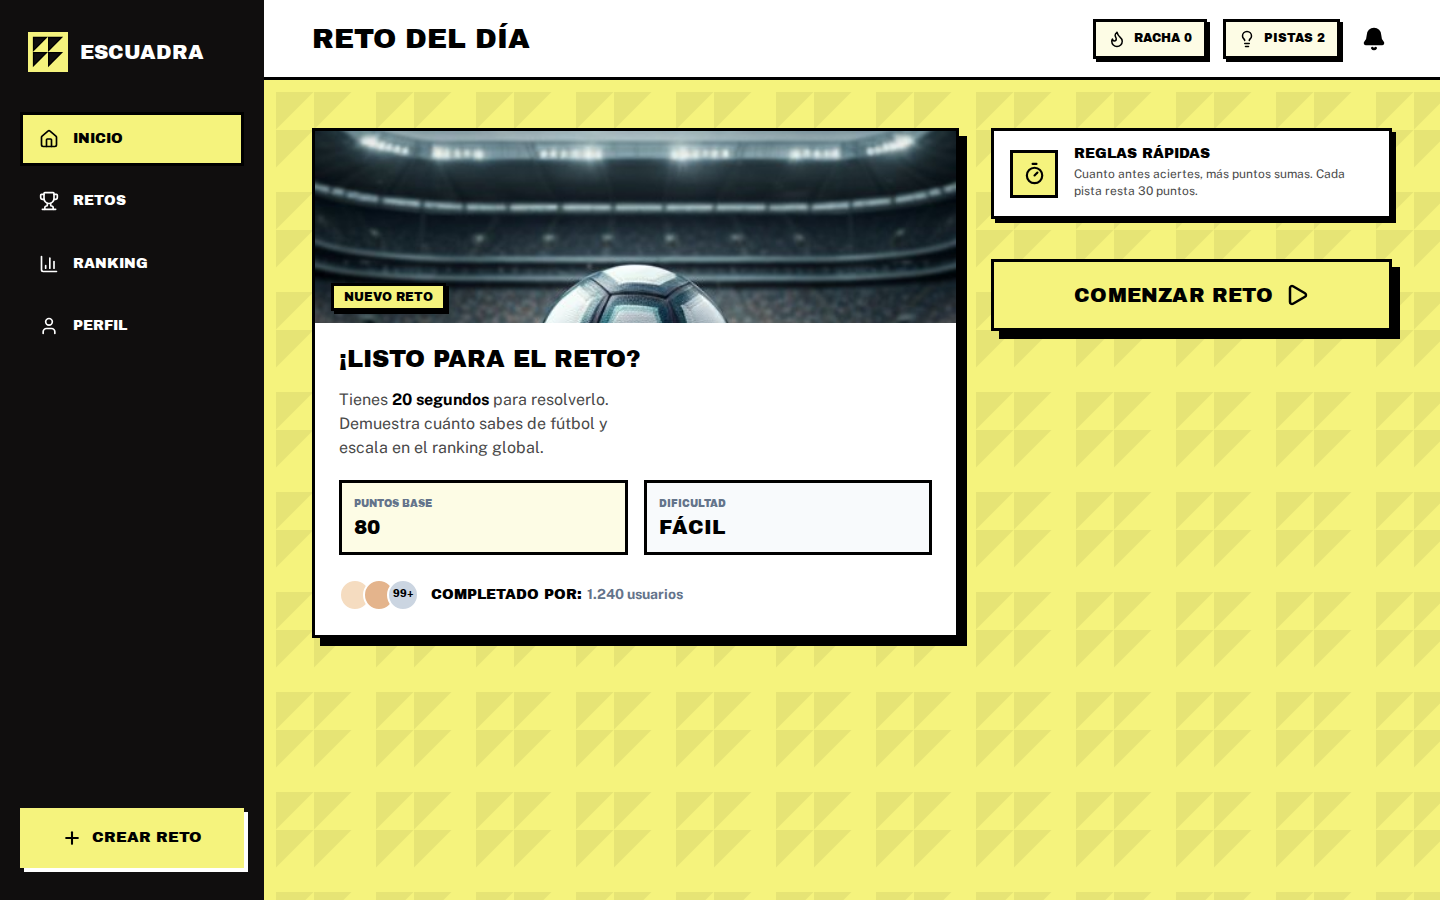 ESCUADRA
INICIO
RETOS
RANKING
PERFIL
CREAR RETO
RETO DEL DÍA
RACHA 0
PISTAS 2
NUEVO RETO
¡LISTO PARA EL RETO?
Tienes 20 segundos para resolverlo.
Demuestra cuánto sabes de fútbol y
escala en el ranking global.
PUNTOS BASE
80
DIFICULTAD
FÁCIL
99+
COMPLETADO POR: 1.240 usuarios
REGLAS RÁPIDAS
Cuanto antes aciertes, más puntos sumas. Cada
pista resta 30 puntos.
COMENZAR RETO